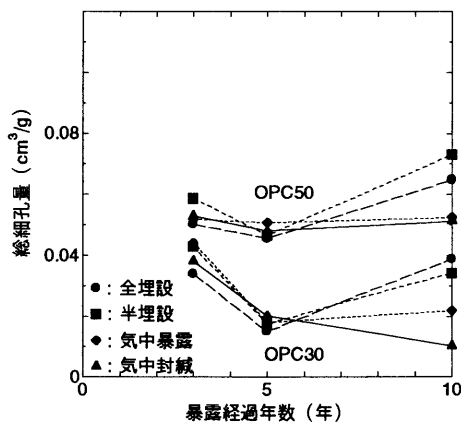 総細孔量 (cm³/g)
0.08
0.04
0
OPC50
OPC30
●：全埋設
■：半埋設
◆：気中暴露
▲：気中封緘
0
5
10
暴露経過年数（年）